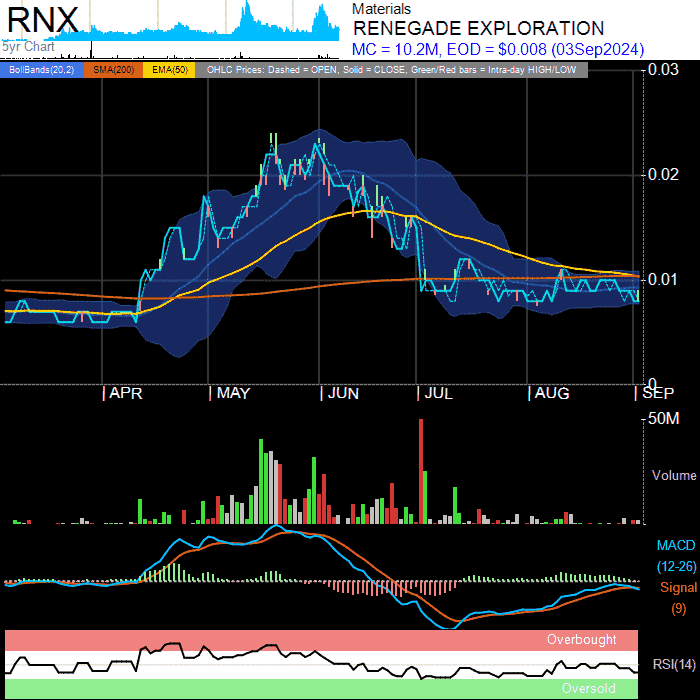 RNX
5yr Chart
Materials
RENEGADE EXPLORATION
MC = 10.2M, EOD = $0.008 (03Sep2024)
BollBands(20,2) SMA(200) EMA(50) OHLC Prices: Dashed = OPEN, Solid = CLOSE, Green/Red bars = Intra-day HIGH/LOW
0.03
0.02
0.01
0
APR MAY JUN JUL AUG SEP
50M
Volume
MACD
(12-26)
Signal
(9)
Overbought
RSI(14)
Oversold